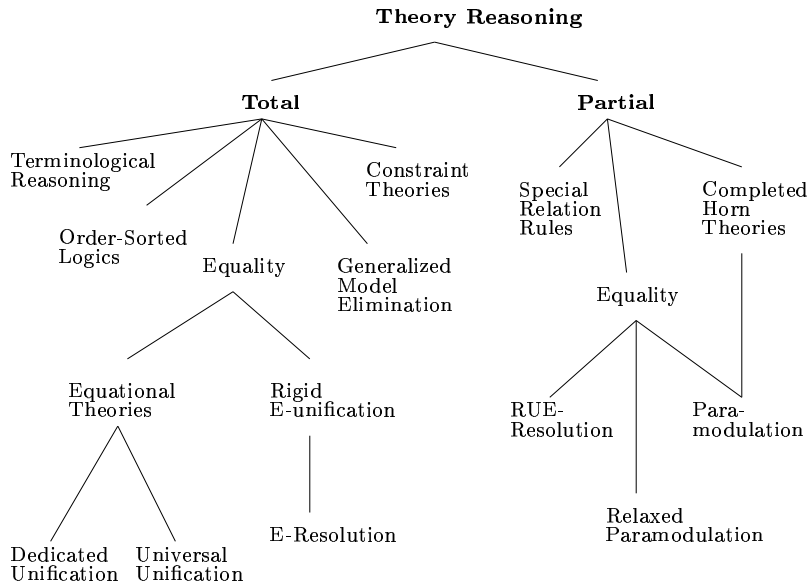 Theory Reasoning
Total
Partial
Terminological
Reasoning
Constraint
Theories
Special
Relation
Rules
Completed
Horn
Theories
Order-Sorted
Logics
Equality
Generalized
Model
Elimination
Equality
Equational
Theories
Rigid
E-unification
RUE-
Resolution
Para-
modulation
E-Resolution
Relaxed
Paramodulation
Dedicated
Unification
Universal
Unification